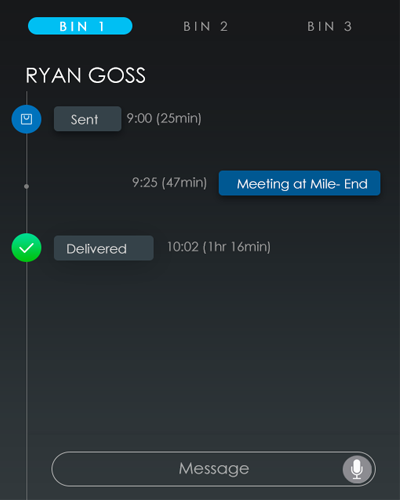 BIN 1 BIN 2 BIN 3
RYAN GOSS
Sent 9:00 (25min)
9:25 (47min) Meeting at Mile- End
Delivered 10:02 (1hr 16min)
Message